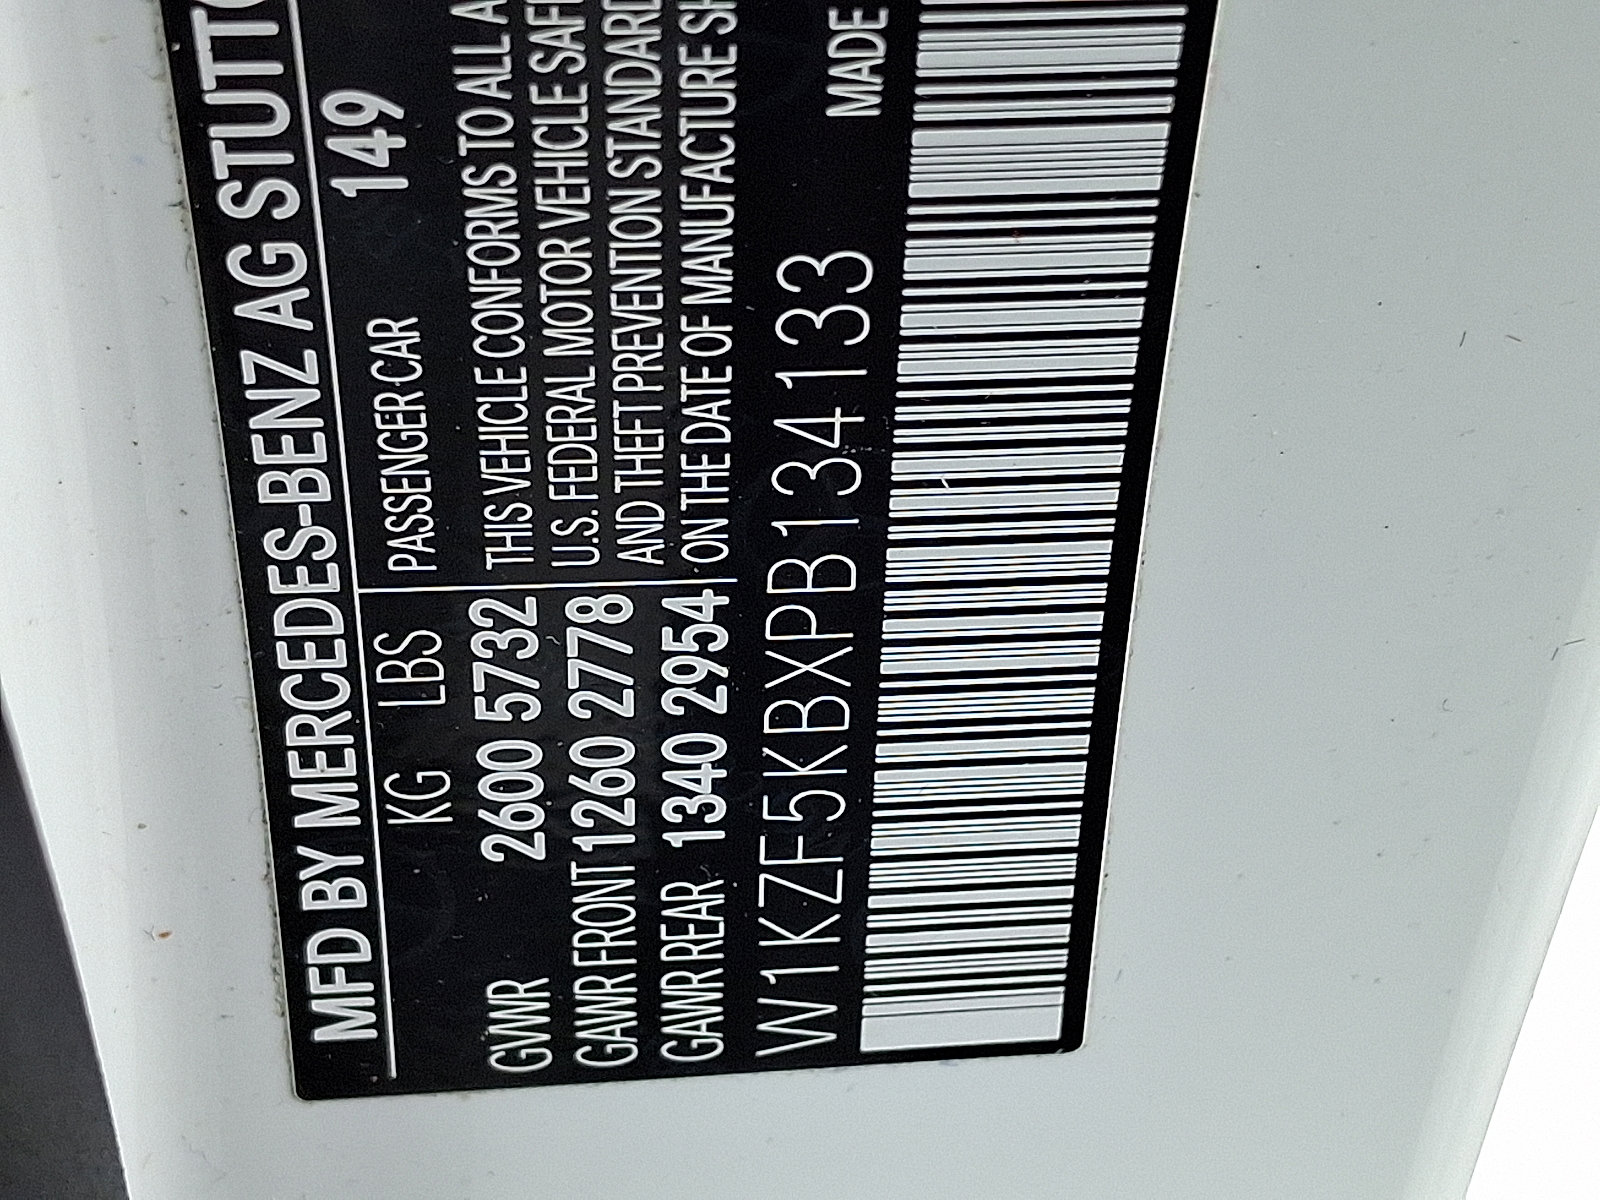 MFD BY MERCEDES-BENZ AG STUTT
149
KG LBS PASSENGER CAR
GVWR 2600 5732 THIS VEHICLE CONFORMS TO ALL A
GAWR FRONT 1260 2778 U.S. FEDERAL MOTOR VEHICLE SAFE
GAWR REAR 1340 2954 AND THEFT PREVENTION STANDARD
ON THE DATE OF MANUFACTURE SH
W1KZF5KBXPB134133 MADE